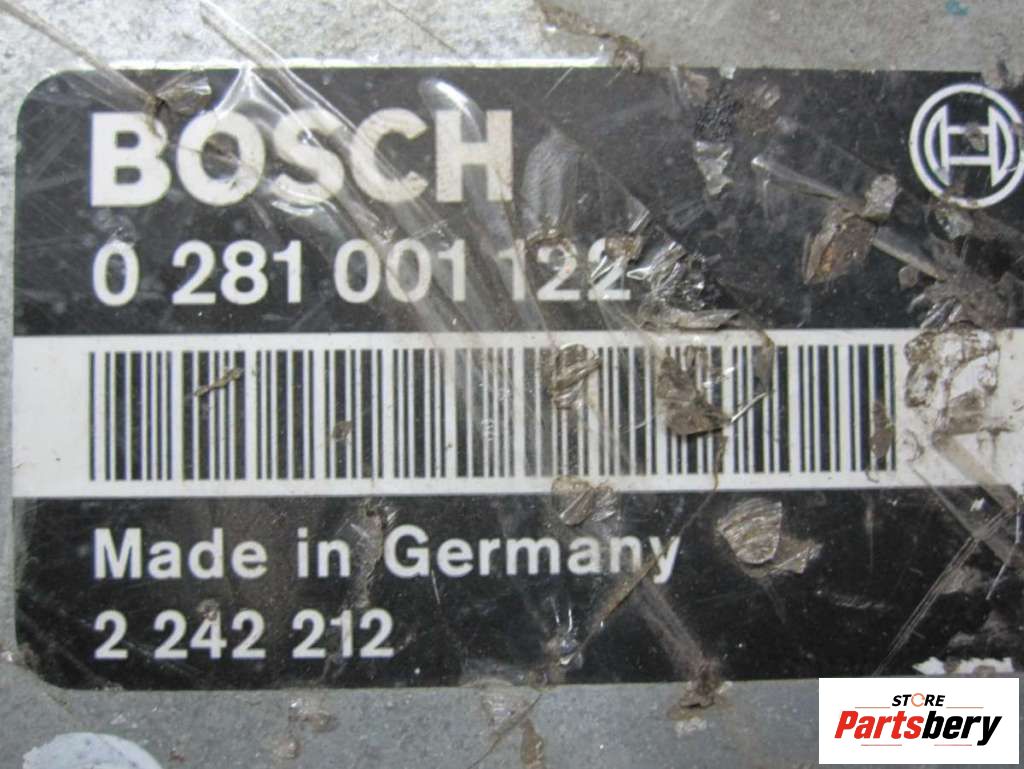 BOSCH
0 281 001 122
Made in Germany
2 242 212
STORE
Partsbery